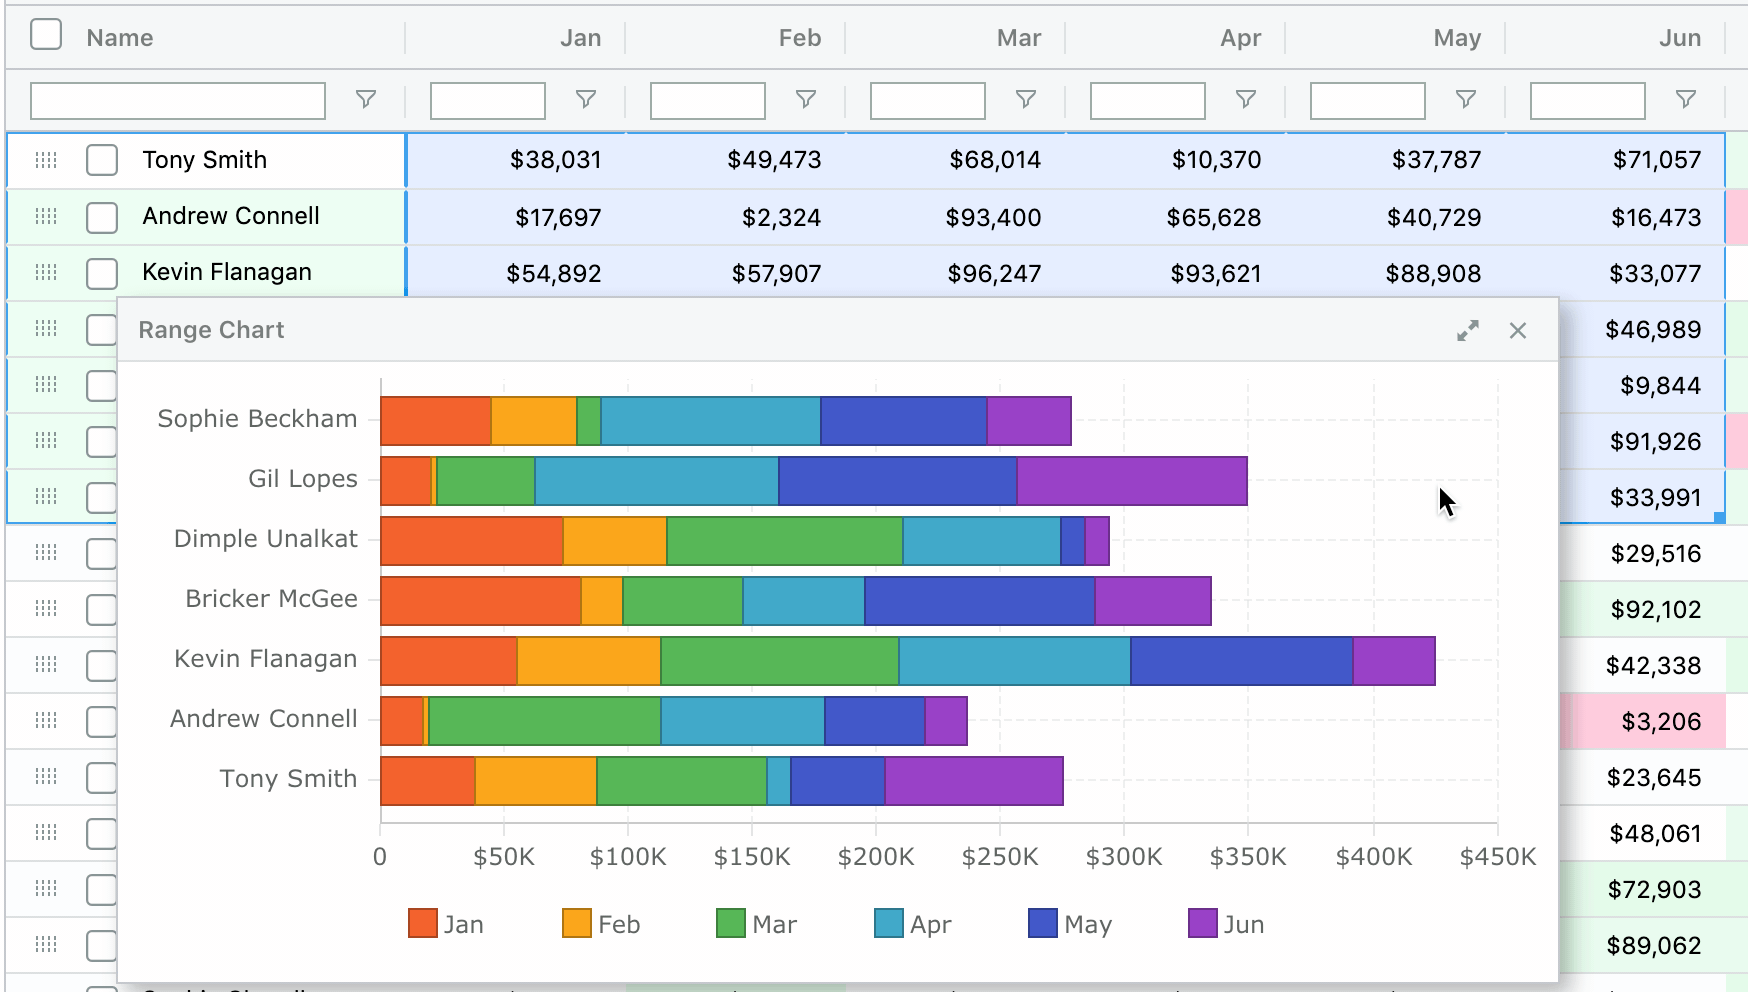 Name Jan Feb Mar Apr May Jun
Tony Smith $38,031 $49,473 $68,014 $10,370 $37,787 $71,057
Andrew Connell $17,697 $2,324 $93,400 $65,628 $40,729 $16,473
Kevin Flanagan $54,892 $57,907 $96,247 $93,621 $88,908 $33,077
$46,989
$9,844
$91,926
$33,991
$29,516
$92,102
$42,338
$3,206
$23,645
$48,061
$72,903
$89,062
Range Chart
Sophie Beckham
Gil Lopes
Dimple Unalkat
Bricker McGee
Kevin Flanagan
Andrew Connell
Tony Smith
0 $50K $100K $150K $200K $250K $300K $350K $400K $450K
Jan Feb Mar Apr May Jun